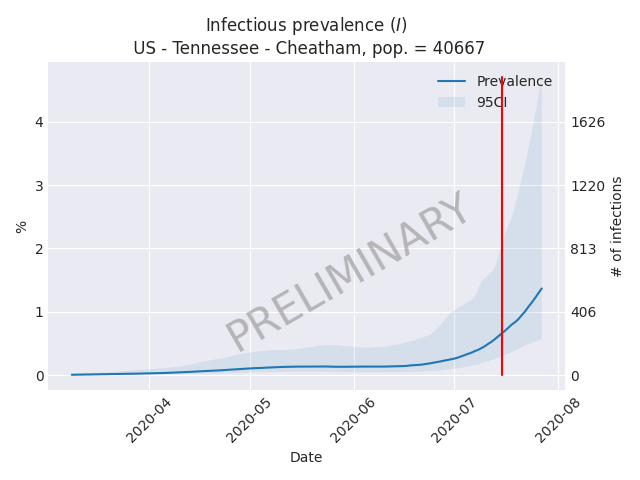 Infectious prevalence (I)
US - Tennessee - Cheatham, pop. = 40667
Prevalence
95CI
4
3
2
1
0
%
1626
1220
813
406
0
# of infections
PRELIMINARY
2020-04
2020-05
2020-06
2020-07
2020-08
Date